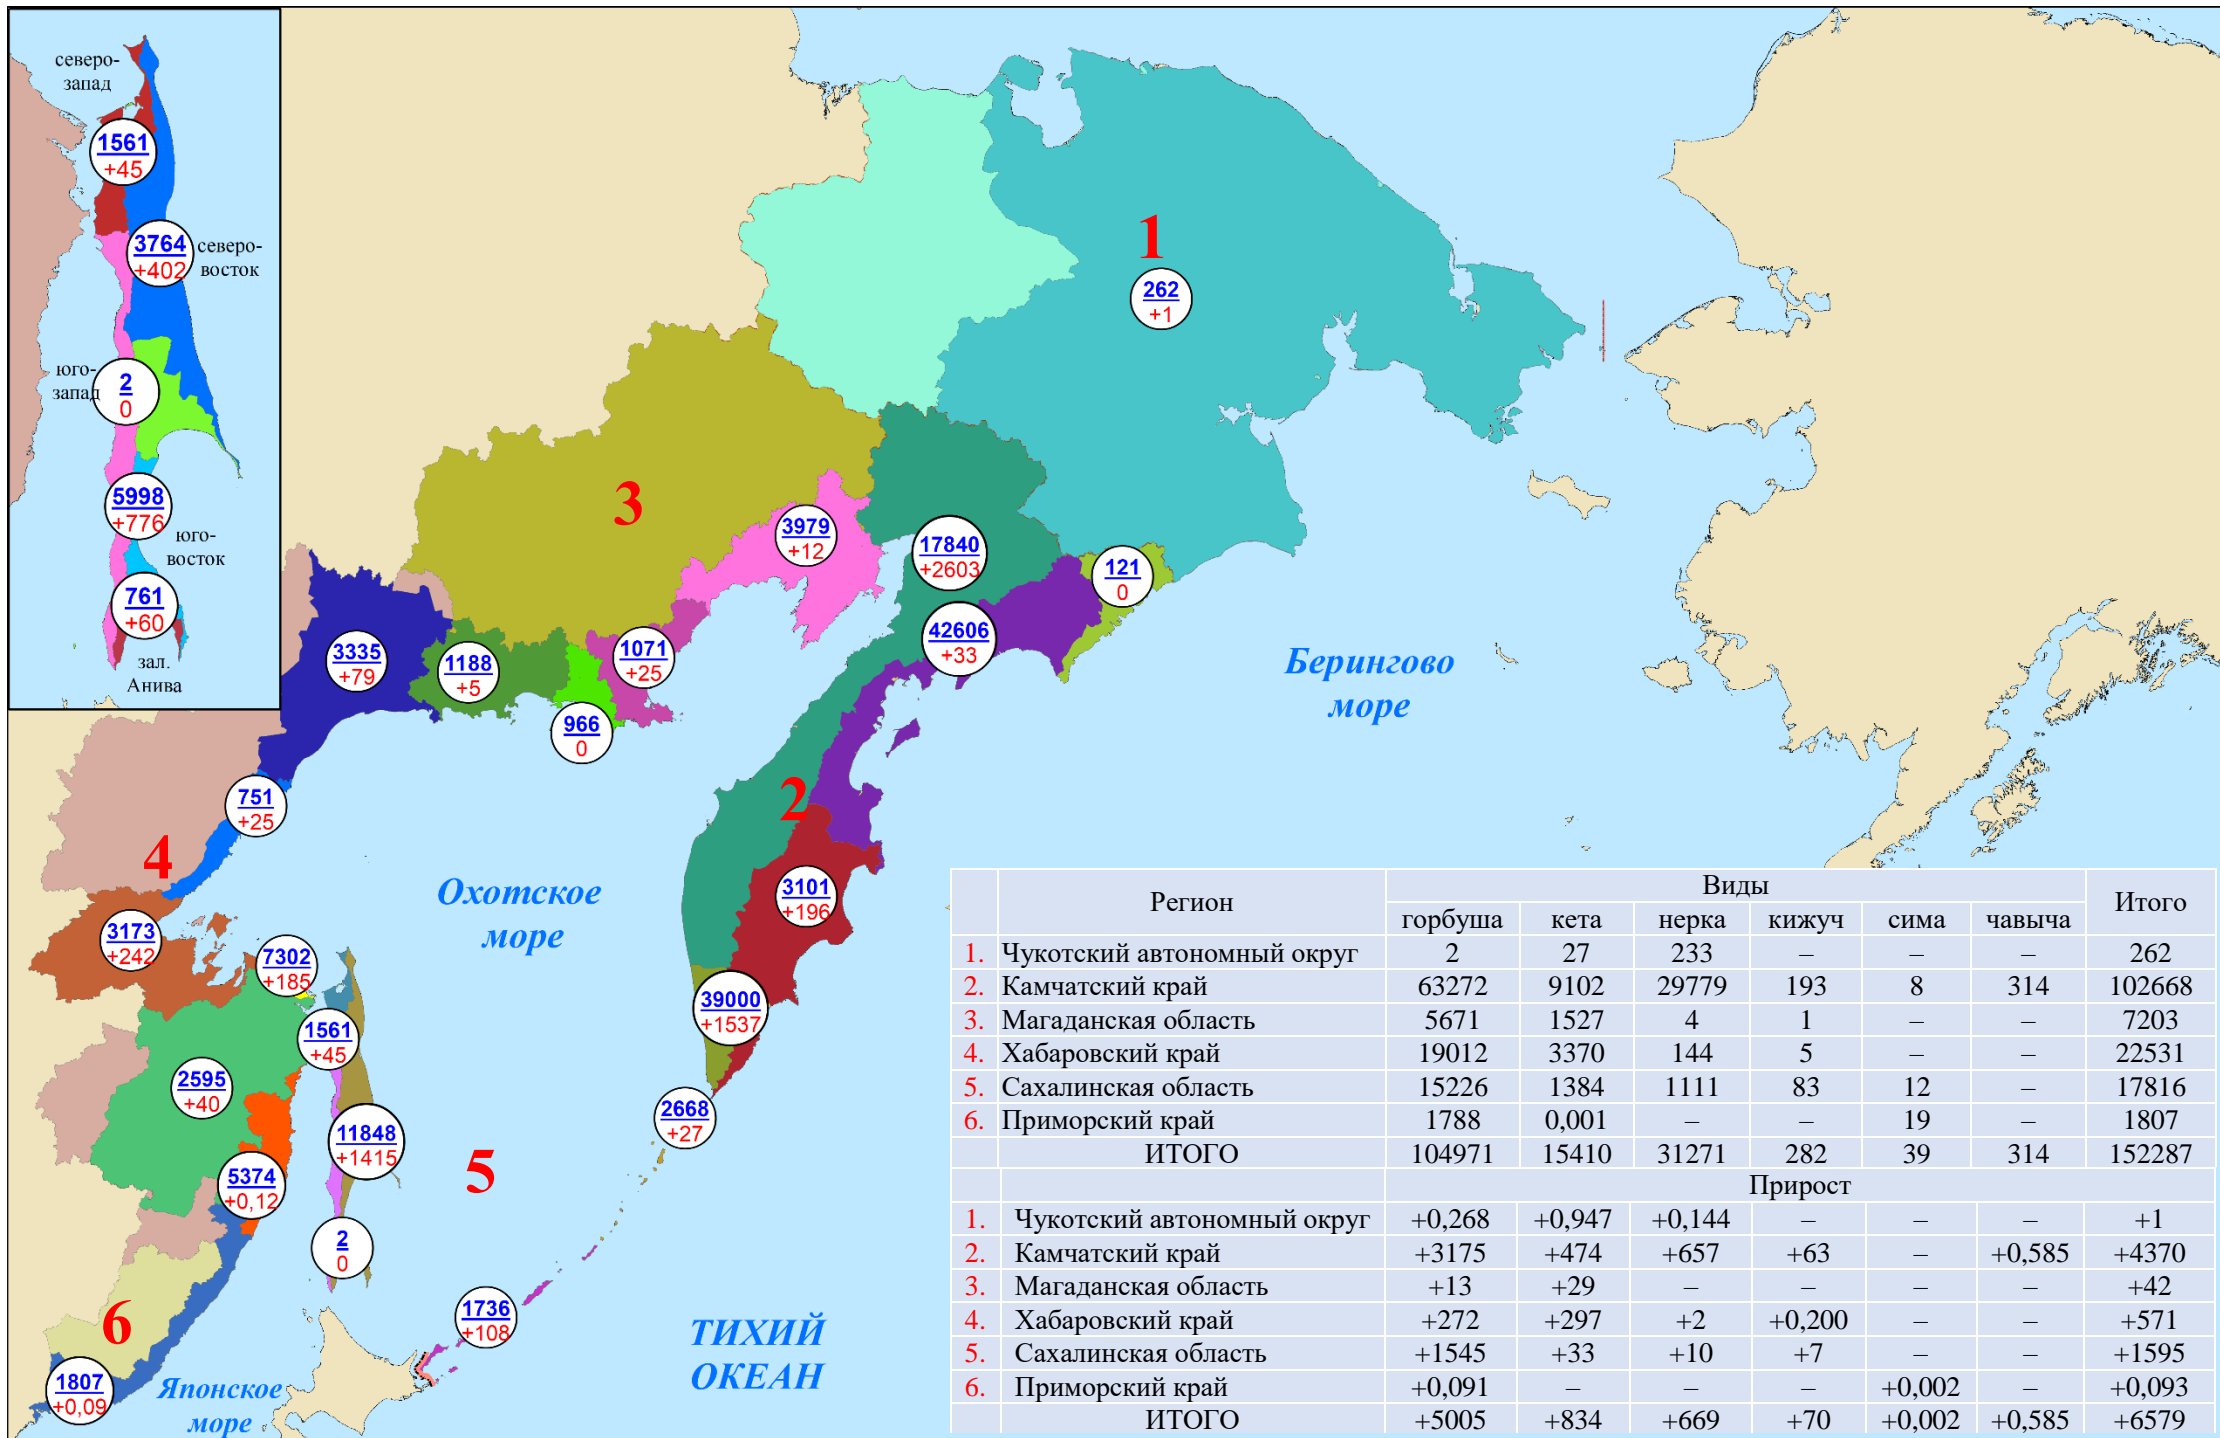 северо-
запад
1561
+45
3764
+402
северо-
восток
юго-
запад
2
0
5998
+776
юго-
восток
761
+60
зал.
Анива
1
262
+1
3
3979
+12
17840
+2603
121
0
42606
+33
3335
+79
1188
+5
1071
+25
966
0
Берингово
море
751
+25
2
4
3101
+196
Охотское
море
3173
+242
7302
+185
39000
+1537
1561
+45
2595
+40
2668
+27
11848
+1415
5
5374
+0,12
2
0
6
1736
+108
ТИХИЙ
ОКЕАН
1807
+0,09
Японское
море
Регион Виды Итого
горбуша кета нерка кижуч сима чавыча
1. Чукотский автономный округ 2 27 233 – – – 262
2. Камчатский край 63272 9102 29779 193 8 314 102668
3. Магаданская область 5671 1527 4 1 – – 7203
4. Хабаровский край 19012 3370 144 5 – – 22531
5. Сахалинская область 15226 1384 1111 83 12 – 17816
6. Приморский край 1788 0,001 – – 19 – 1807
ИТОГО 104971 15410 31271 282 39 314 152287
Прирост
1. Чукотский автономный округ +0,268 +0,947 +0,144 – – – +1
2. Камчатский край +3175 +474 +657 +63 – +0,585 +4370
3. Магаданская область +13 +29 – – – – +42
4. Хабаровский край +272 +297 +2 +0,200 – – +571
5. Сахалинская область +1545 +33 +10 +7 – – +1595
6. Приморский край +0,091 – – – +0,002 – +0,093
ИТОГО +5005 +834 +669 +70 +0,002 +0,585 +6579